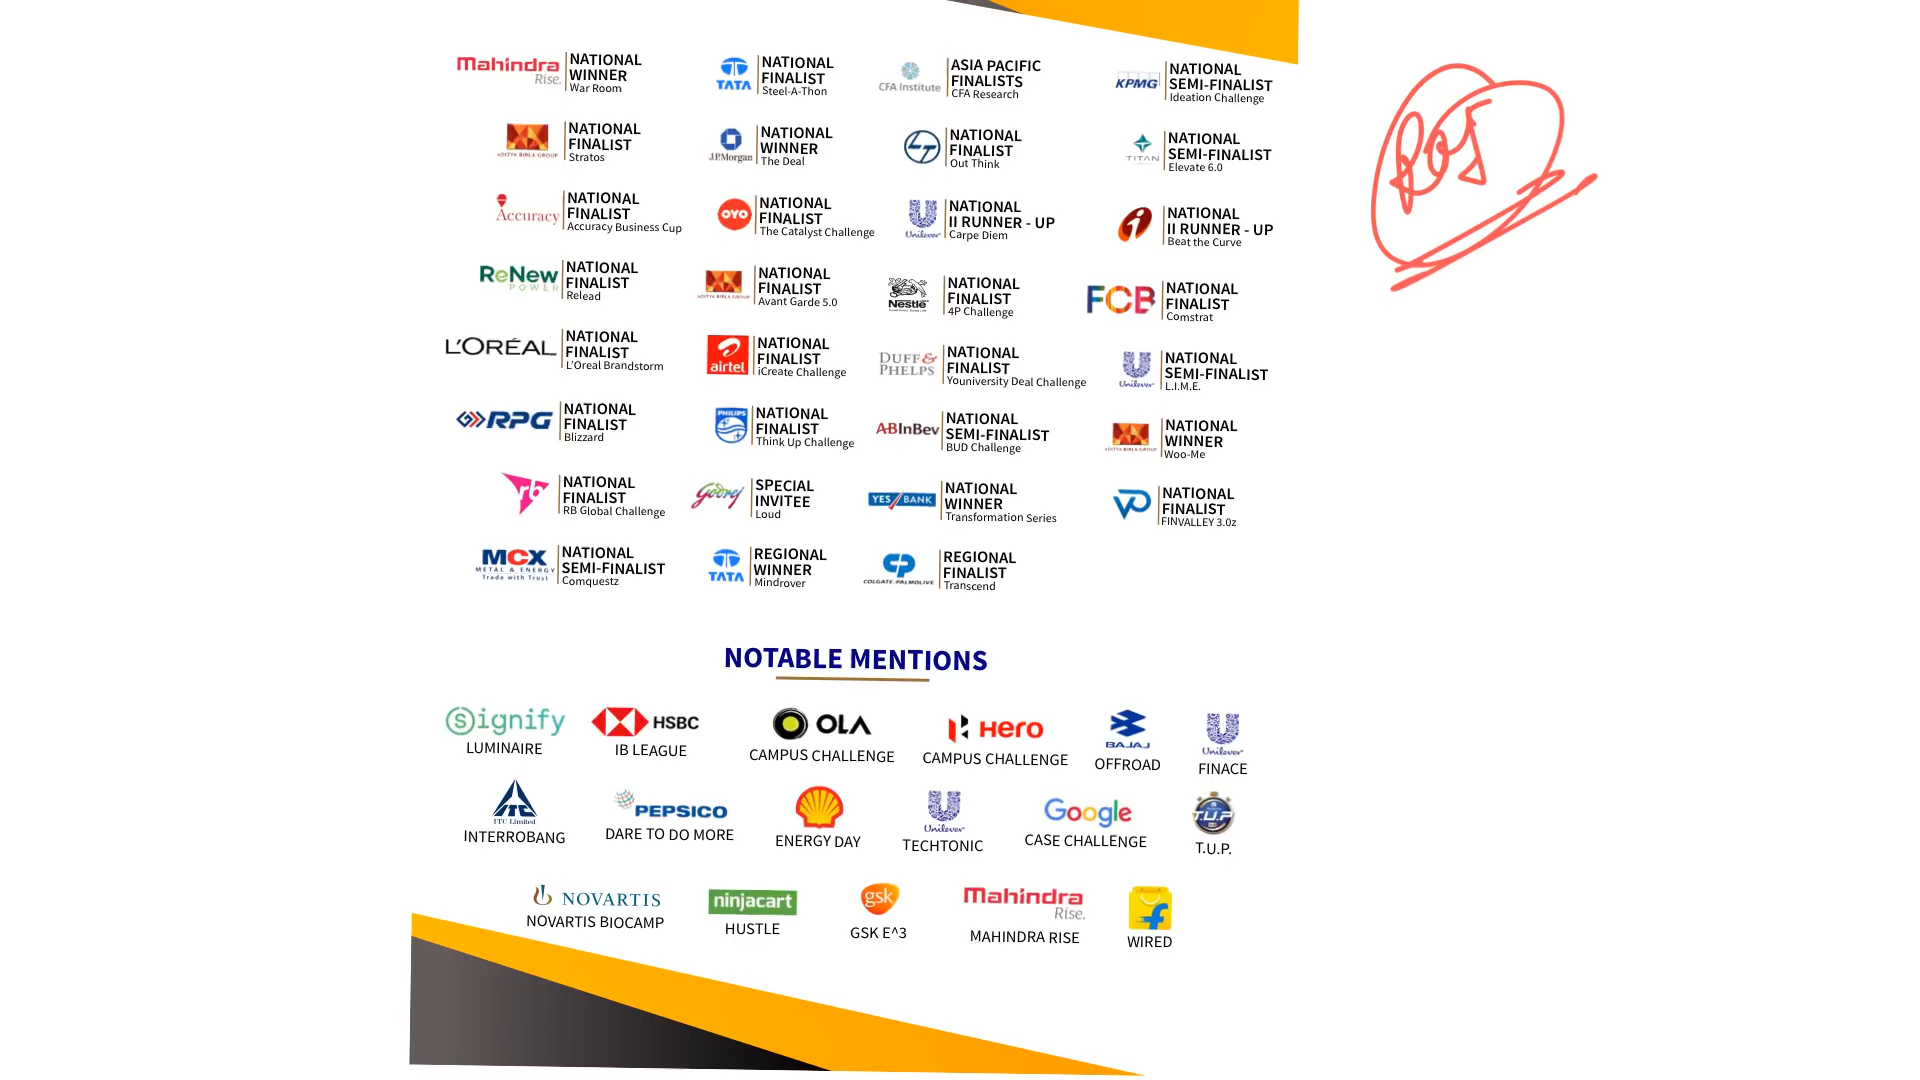 Mahindra
Rise.
NATIONAL
WINNER
War Room
TATA
NATIONAL
FINALIST
Steel-A-Thon
CFA Institute
ASIA PACIFIC
FINALISTS
CFA Research
KPMG
NATIONAL
SEMI-FINALIST
Ideation Challenge
ADITYA BIRLA GROUP
NATIONAL
FINALIST
Stratos
J.P.Morgan
NATIONAL
WINNER
The Deal
LT
NATIONAL
FINALIST
Out Think
TITAN
NATIONAL
SEMI-FINALIST
Elevate 6.0
Accuracy
NATIONAL
FINALIST
Accuracy Business Cup
OYO
NATIONAL
FINALIST
The Catalyst Challenge
Unilever
NATIONAL
II RUNNER - UP
Carpe Diem
i
NATIONAL
II RUNNER - UP
Beat the Curve
ReNew
POWER
NATIONAL
FINALIST
Relead
ADITYA BIRLA GROUP
NATIONAL
FINALIST
Avant Garde 5.0
Nestlé
NATIONAL
FINALIST
4P Challenge
FCB
NATIONAL
FINALIST
Comstrat
L'ORÉAL
NATIONAL
FINALIST
L'Oreal Brandstorm
airtel
NATIONAL
FINALIST
iCreate Challenge
DUFF&
PHELPS
NATIONAL
FINALIST
Youniversity Deal Challenge
Unilever
NATIONAL
SEMI-FINALIST
L.I.M.E.
RPG
NATIONAL
FINALIST
Blizzard
PHILIPS
NATIONAL
FINALIST
Think Up Challenge
ABInBev
NATIONAL
SEMI-FINALIST
BUD Challenge
ADITYA BIRLA GROUP
NATIONAL
WINNER
Woo-Me
rb
NATIONAL
FINALIST
RB Global Challenge
Godrej
SPECIAL
INVITEE
Loud
YES BANK
NATIONAL
WINNER
Transformation Series
NATIONAL
FINALIST
FINVALLEY 3.0z
MCX
METAL & ENERGY
Trade with Trust
NATIONAL
SEMI-FINALIST
Comquestz
TATA
REGIONAL
WINNER
Mindrover
COLGATE-PALMOLIVE
REGIONAL
FINALIST
Transcend
NOTABLE MENTIONS
Signify
LUMINAIRE
HSBC
IB LEAGUE
OLA
CAMPUS CHALLENGE
Hero
CAMPUS CHALLENGE
BAJAJ
OFFROAD
Unilever
FINACE
ITC Limited
INTERROBANG
PEPSICO
DARE TO DO MORE
ENERGY DAY
Unilever
TECHTONIC
Google
CASE CHALLENGE
T.U.P
T.U.P.
NOVARTIS
NOVARTIS BIOCAMP
ninjacart
HUSTLE
gsk
GSK E^3
Mahindra
Rise.
MAHINDRA RISE
WIRED